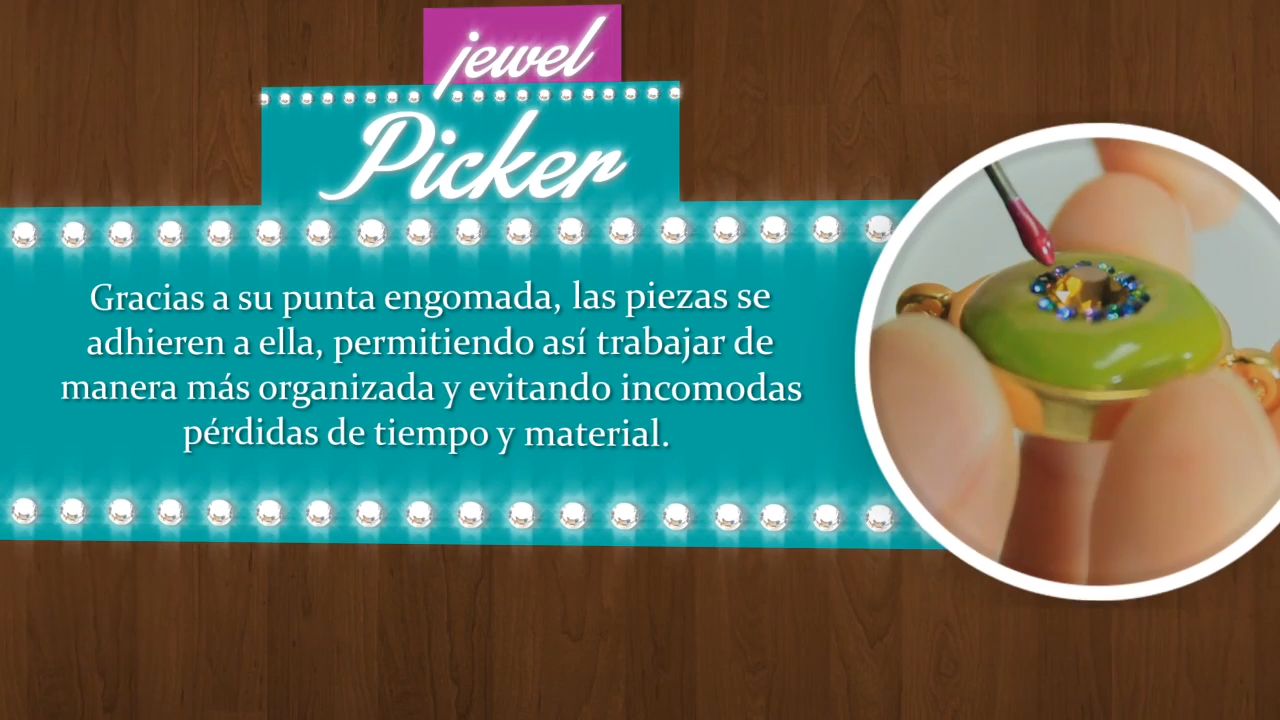 jewel
Picker
Gracias a su punta engomada, las piezas se
adhieren a ella, permitiendo así trabajar de
manera más organizada y evitando incomodas
pérdidas de tiempo y material.